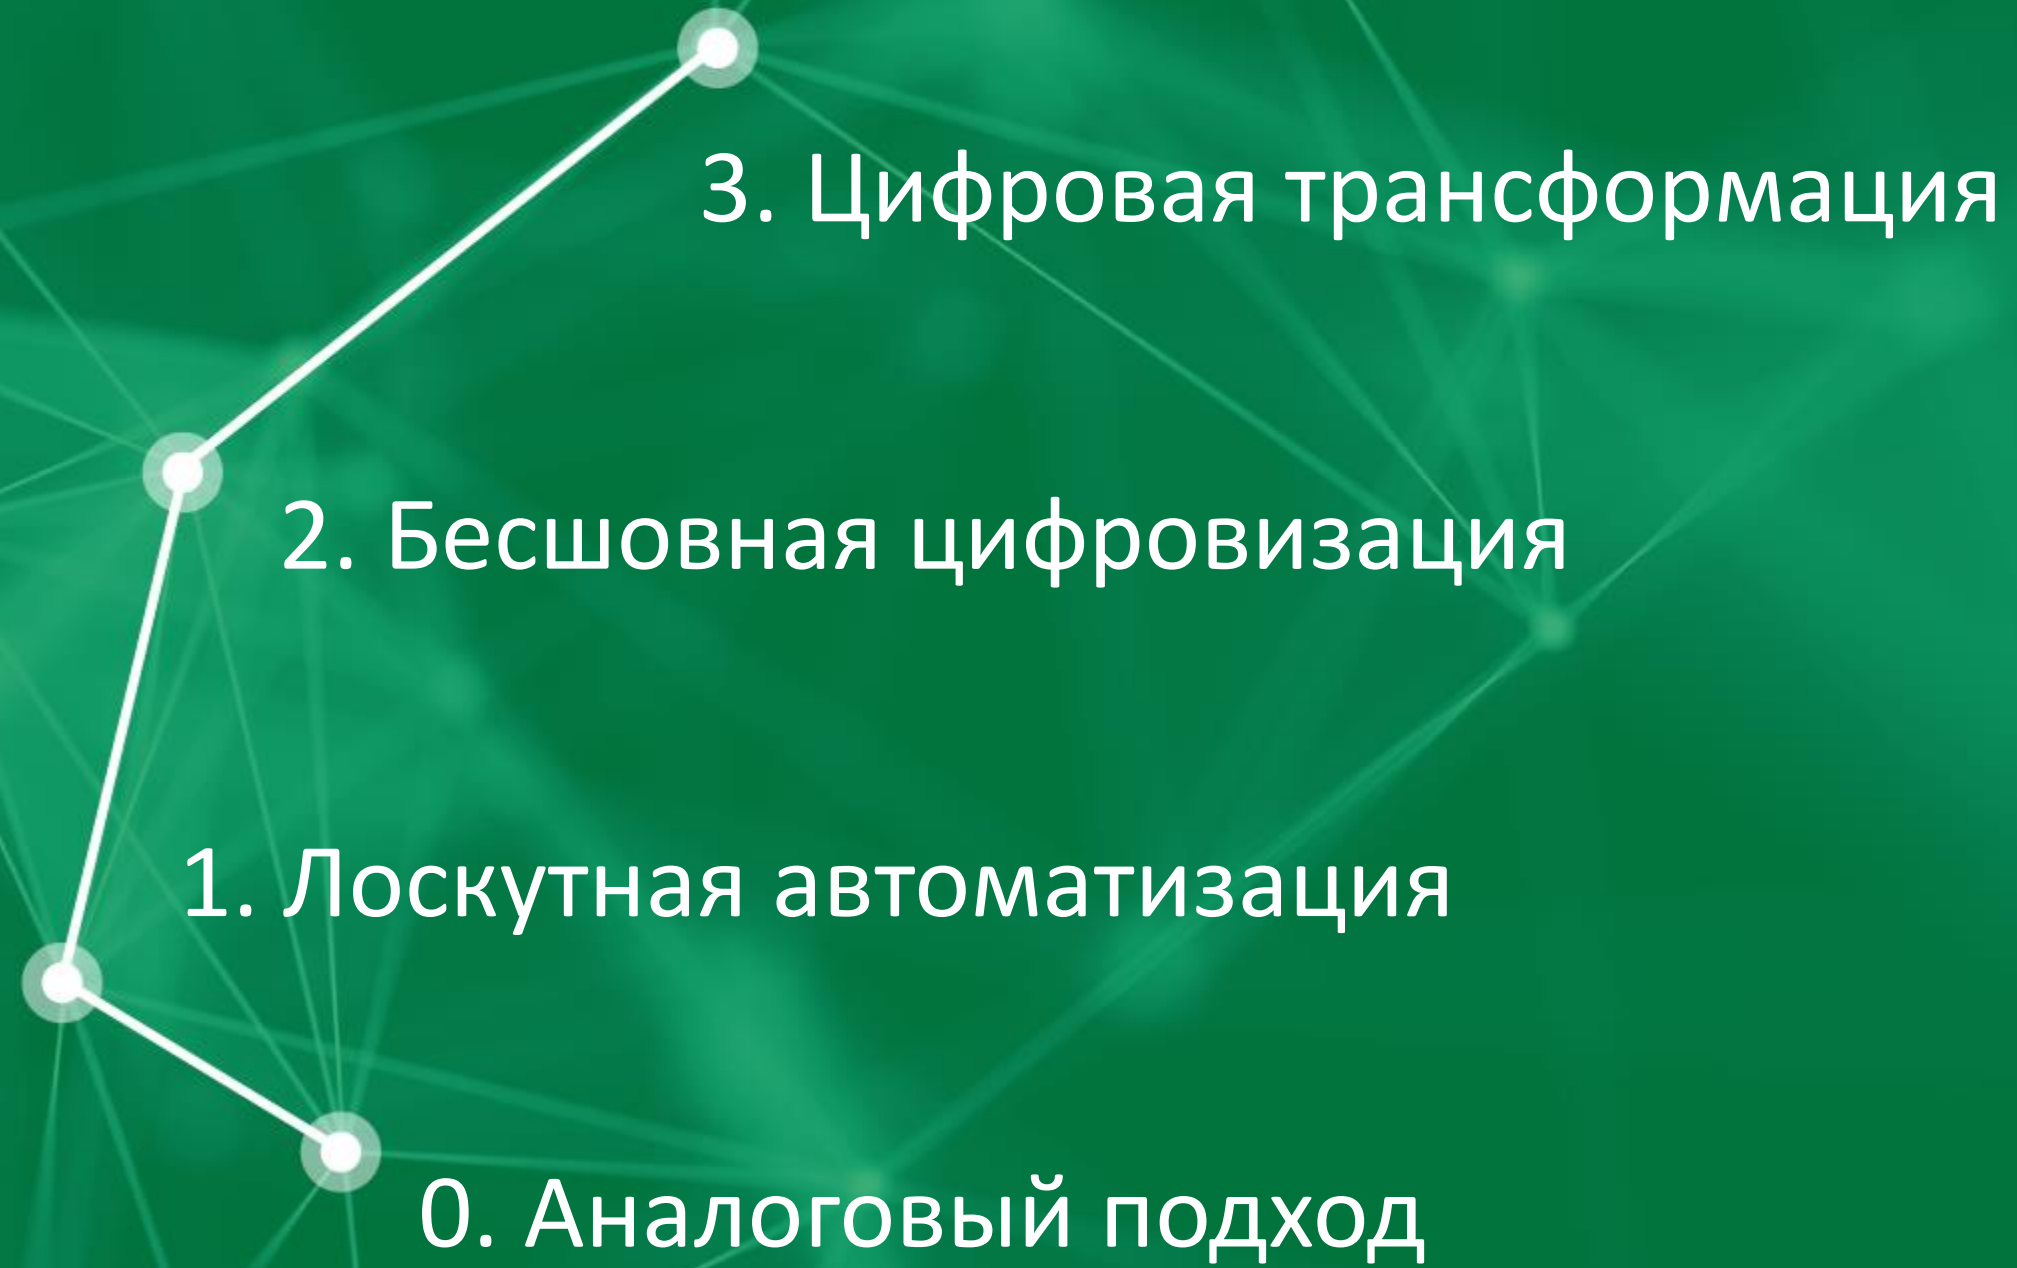 3. Цифровая трансформация
2. Бесшовная цифровизация
1. Лоскутная автоматизация
0. Аналоговый подход